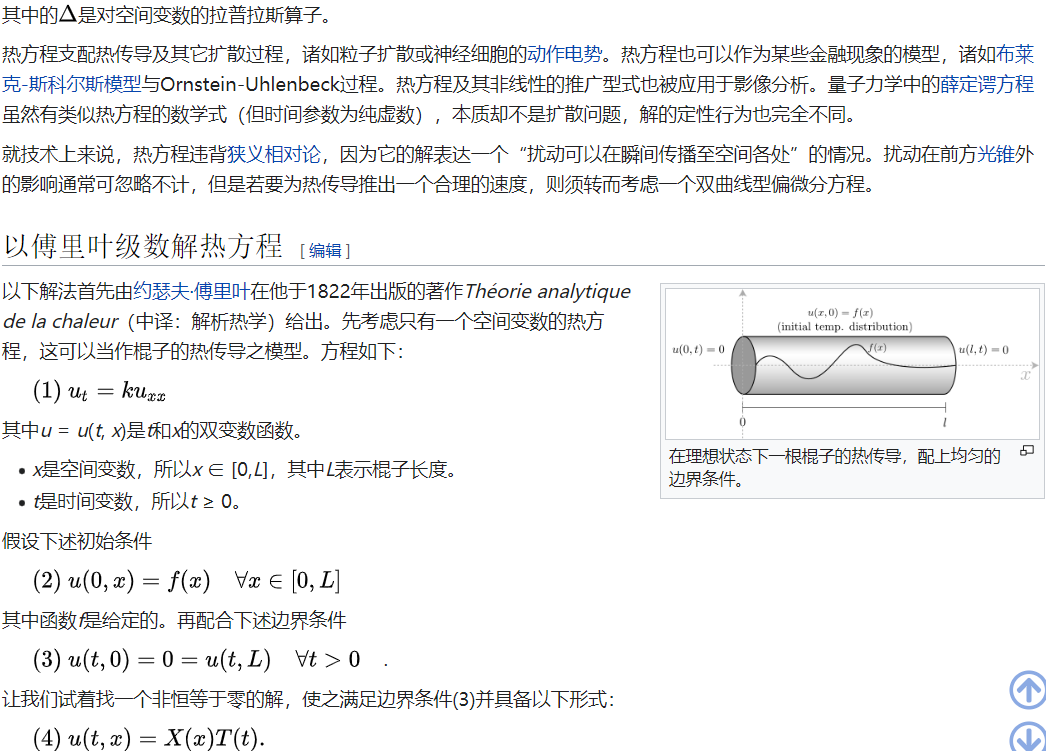 其中的Δ是对空间变数的拉普拉斯算子。
热方程支配热传导及其它扩散过程，诸如粒子扩散或神经细胞的动作电势。热方程也可以作为某些金融现象的模型，诸如布莱
克-斯科尔斯模型与Ornstein-Uhlenbeck过程。热方程及其非线性的推广型式也被应用于影像分析。量子力学中的薛定谔方程
虽然有类似热方程的数学式（但时间参数为纯虚数），本质却不是扩散问题，解的定性行为也完全不同。
就技术上来说，热方程违背狭义相对论，因为它的解表达一个“扰动可以在瞬间传播至空间各处”的情况。扰动在前方光锥外
的影响通常可忽略不计，但是若要为热传导推出一个合理的速度，则须转而考虑一个双曲线型偏微分方程。
以傅里叶级数解热方程 [编辑]
以下解法首先由约瑟夫·傅里叶在他于1822年出版的著作Théorie analytique
de la chaleur（中译：解析热学）给出。先考虑只有一个空间变数的热方
程，这可以当作棍子的热传导之模型。方程如下：
(1) u_t = ku_xx
其中u = u(t, x)是t和x的双变数函数。
• x是空间变数，所以x ∈ [0,L]，其中L表示棍子长度。
• t是时间变数，所以t ≥ 0。
假设下述初始条件
(2) u(0, x) = f(x) ∀x ∈ [0, L]
其中函数f是给定的。再配合下述边界条件
(3) u(t, 0) = 0 = u(t, L) ∀t > 0 .
让我们试着找一个非恒等于零的解，使之满足边界条件(3)并具备以下形式：
(4) u(t, x) = X(x)T(t).
u(x, 0) = f(x)
(initial temp. distribution)
u(0, t) = 0
f(x)
u(l, t) = 0
x
0
l
在理想状态下一根棍子的热传导，配上均匀的
边界条件。